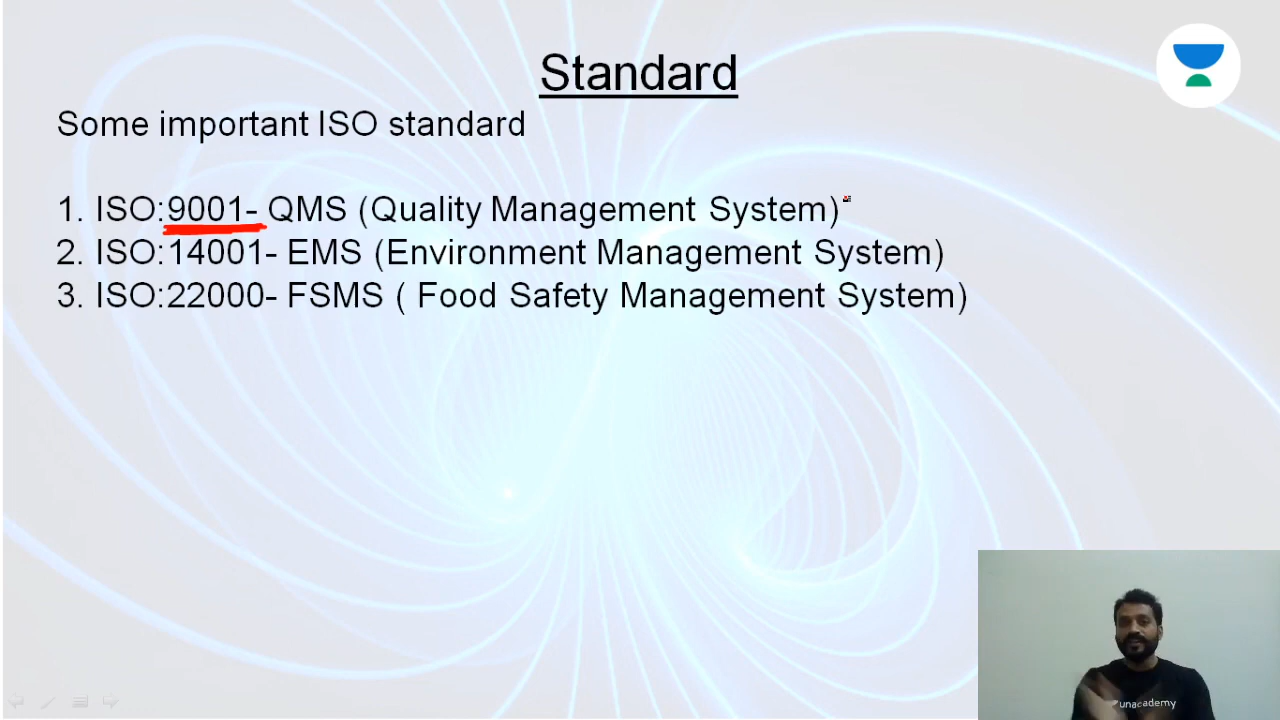 Standard
Some important ISO standard
1. ISO:9001- QMS (Quality Management System)
2. ISO:14001- EMS (Environment Management System)
3. ISO:22000- FSMS ( Food Safety Management System)
unacademy